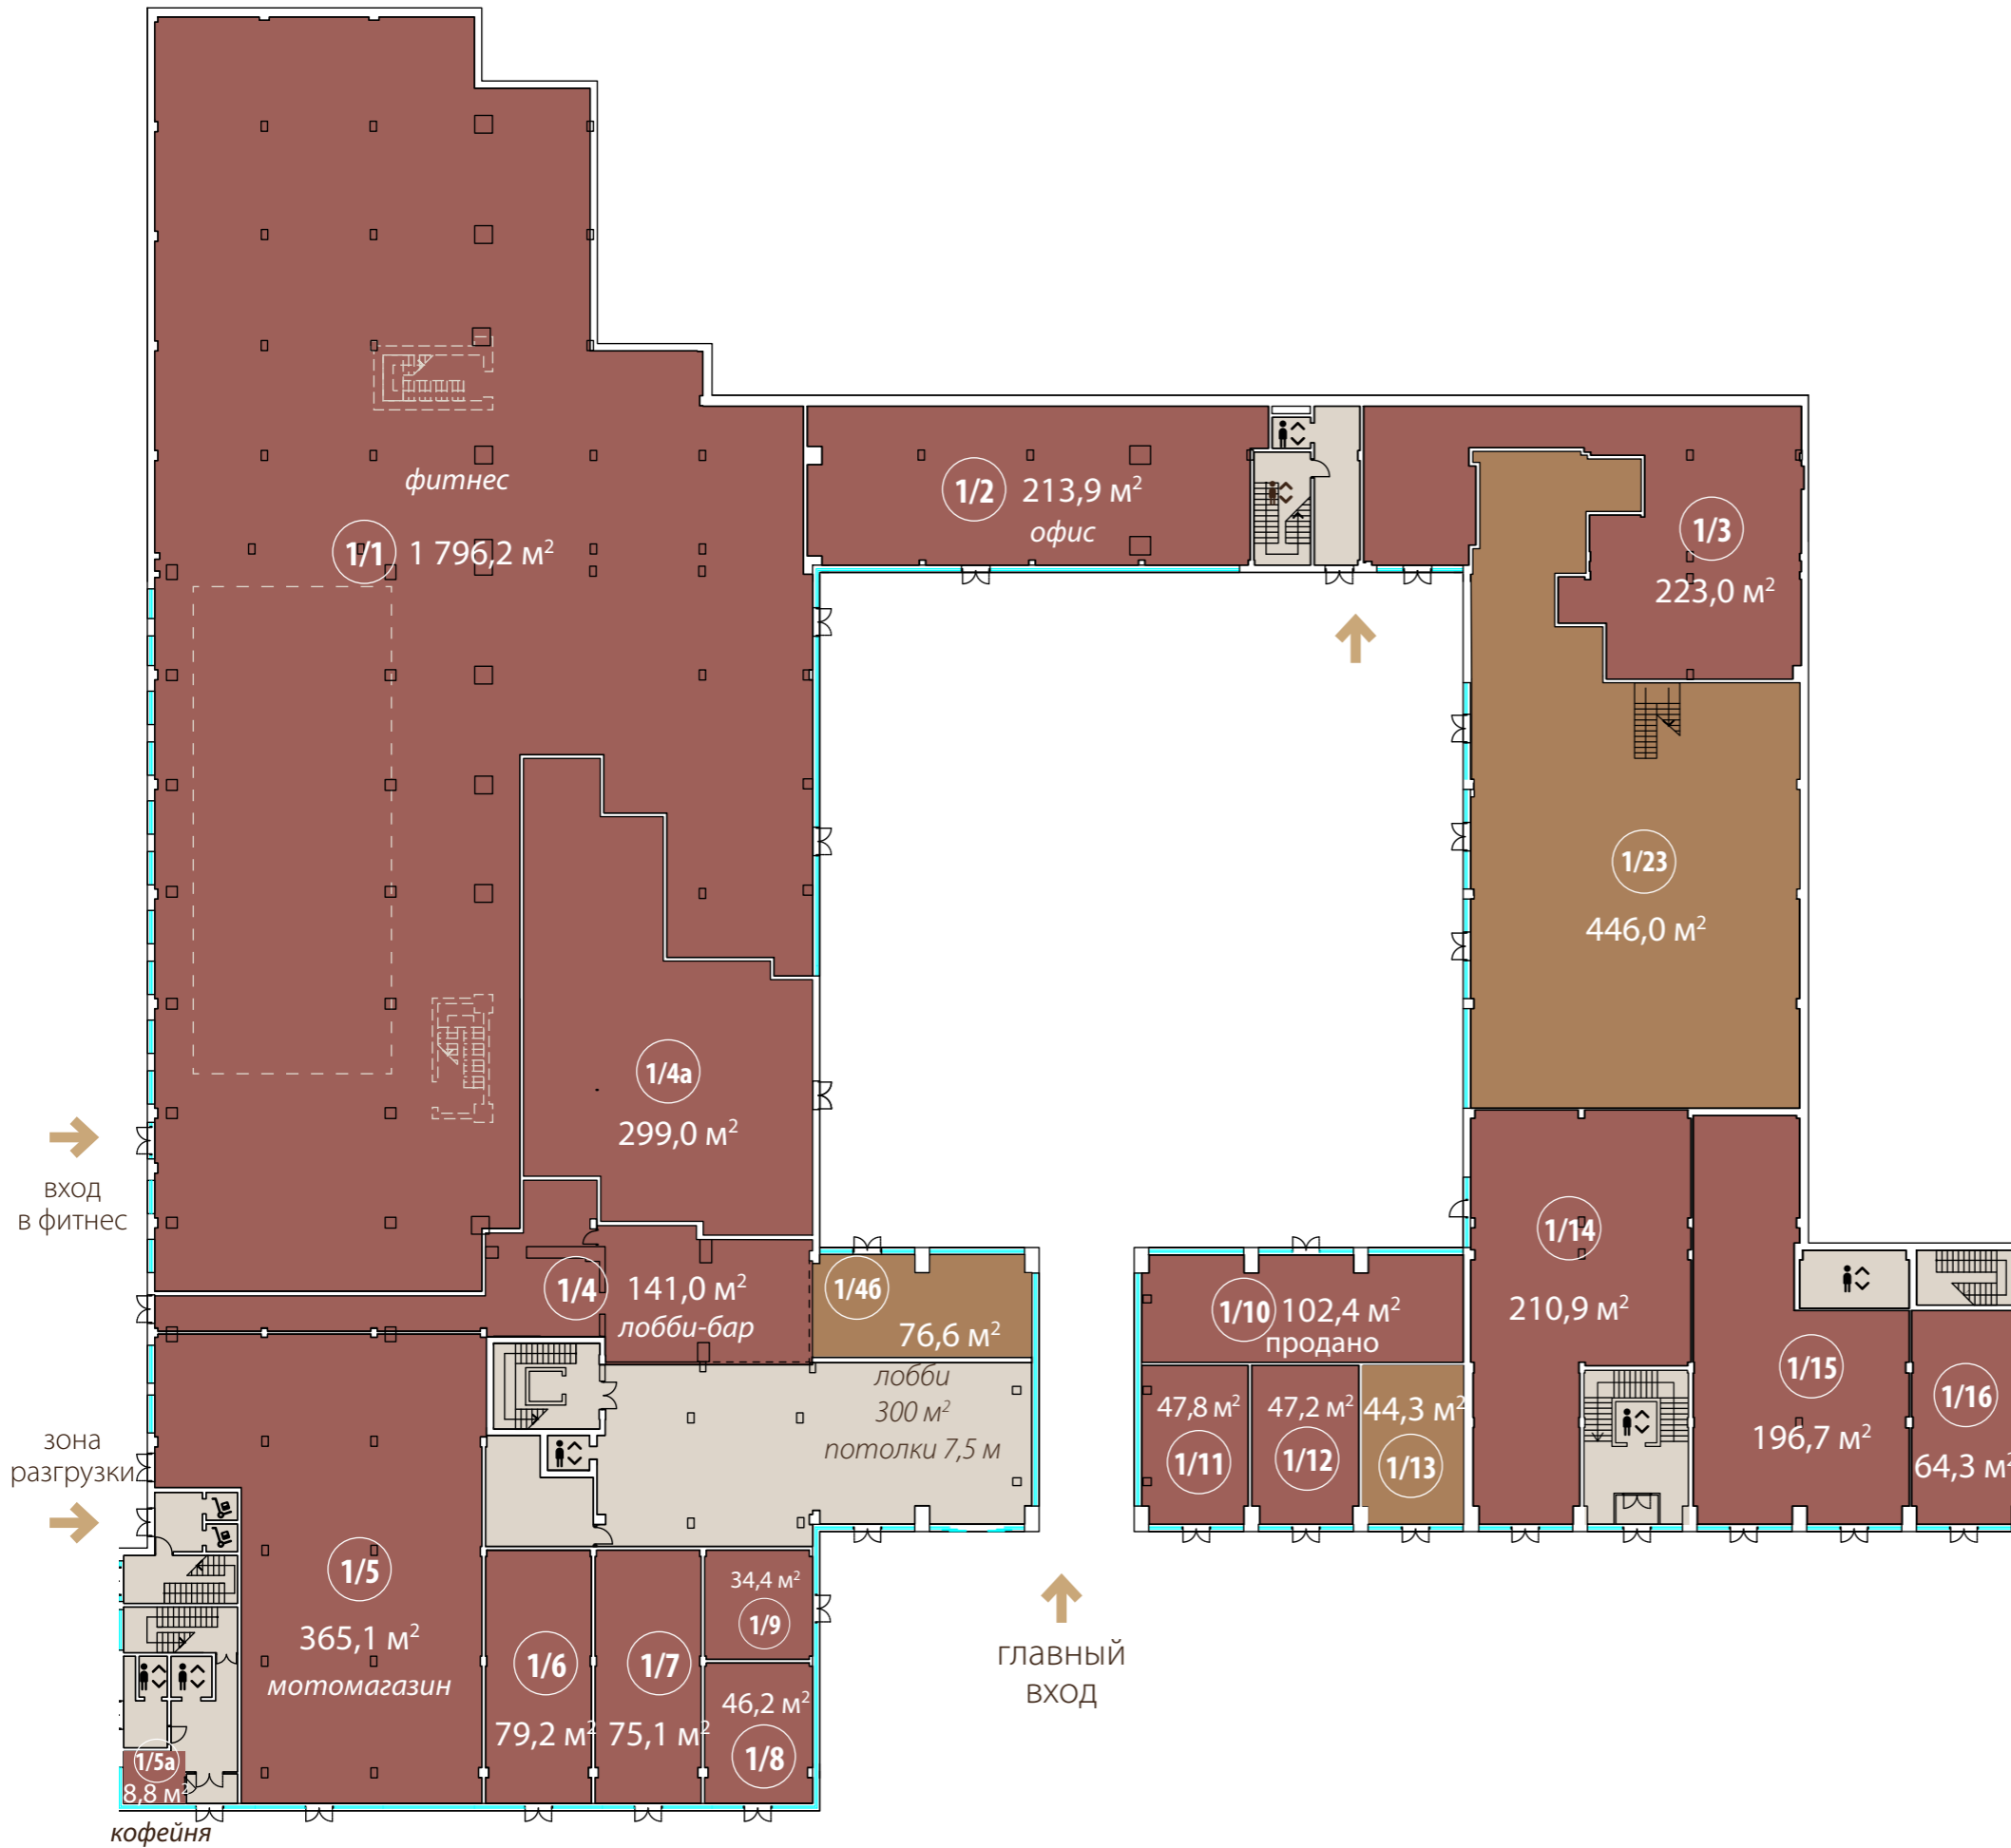 фитнес
1/1 1 796,2 м²
1/2 213,9 м²
офис
1/3
223,0 м²
1/23
446,0 м²
1/4а
299,0 м²
вход
в фитнес
1/4 141,0 м²
лобби-бар
1/4б
76,6 м²
лобби
300 м²
потолки 7,5 м
1/10 102,4 м²
продано
47,8 м²
1/11
47,2 м²
1/12
44,3 м²
1/13
1/14
210,9 м²
1/15
196,7 м²
1/16
64,3 м²
зона
разгрузки
1/5
365,1 м²
мотомагазин
1/6
79,2 м²
1/7
75,1 м²
34,4 м²
1/9
46,2 м²
1/8
главный
вход
1/5а
8,8 м²
кофейня